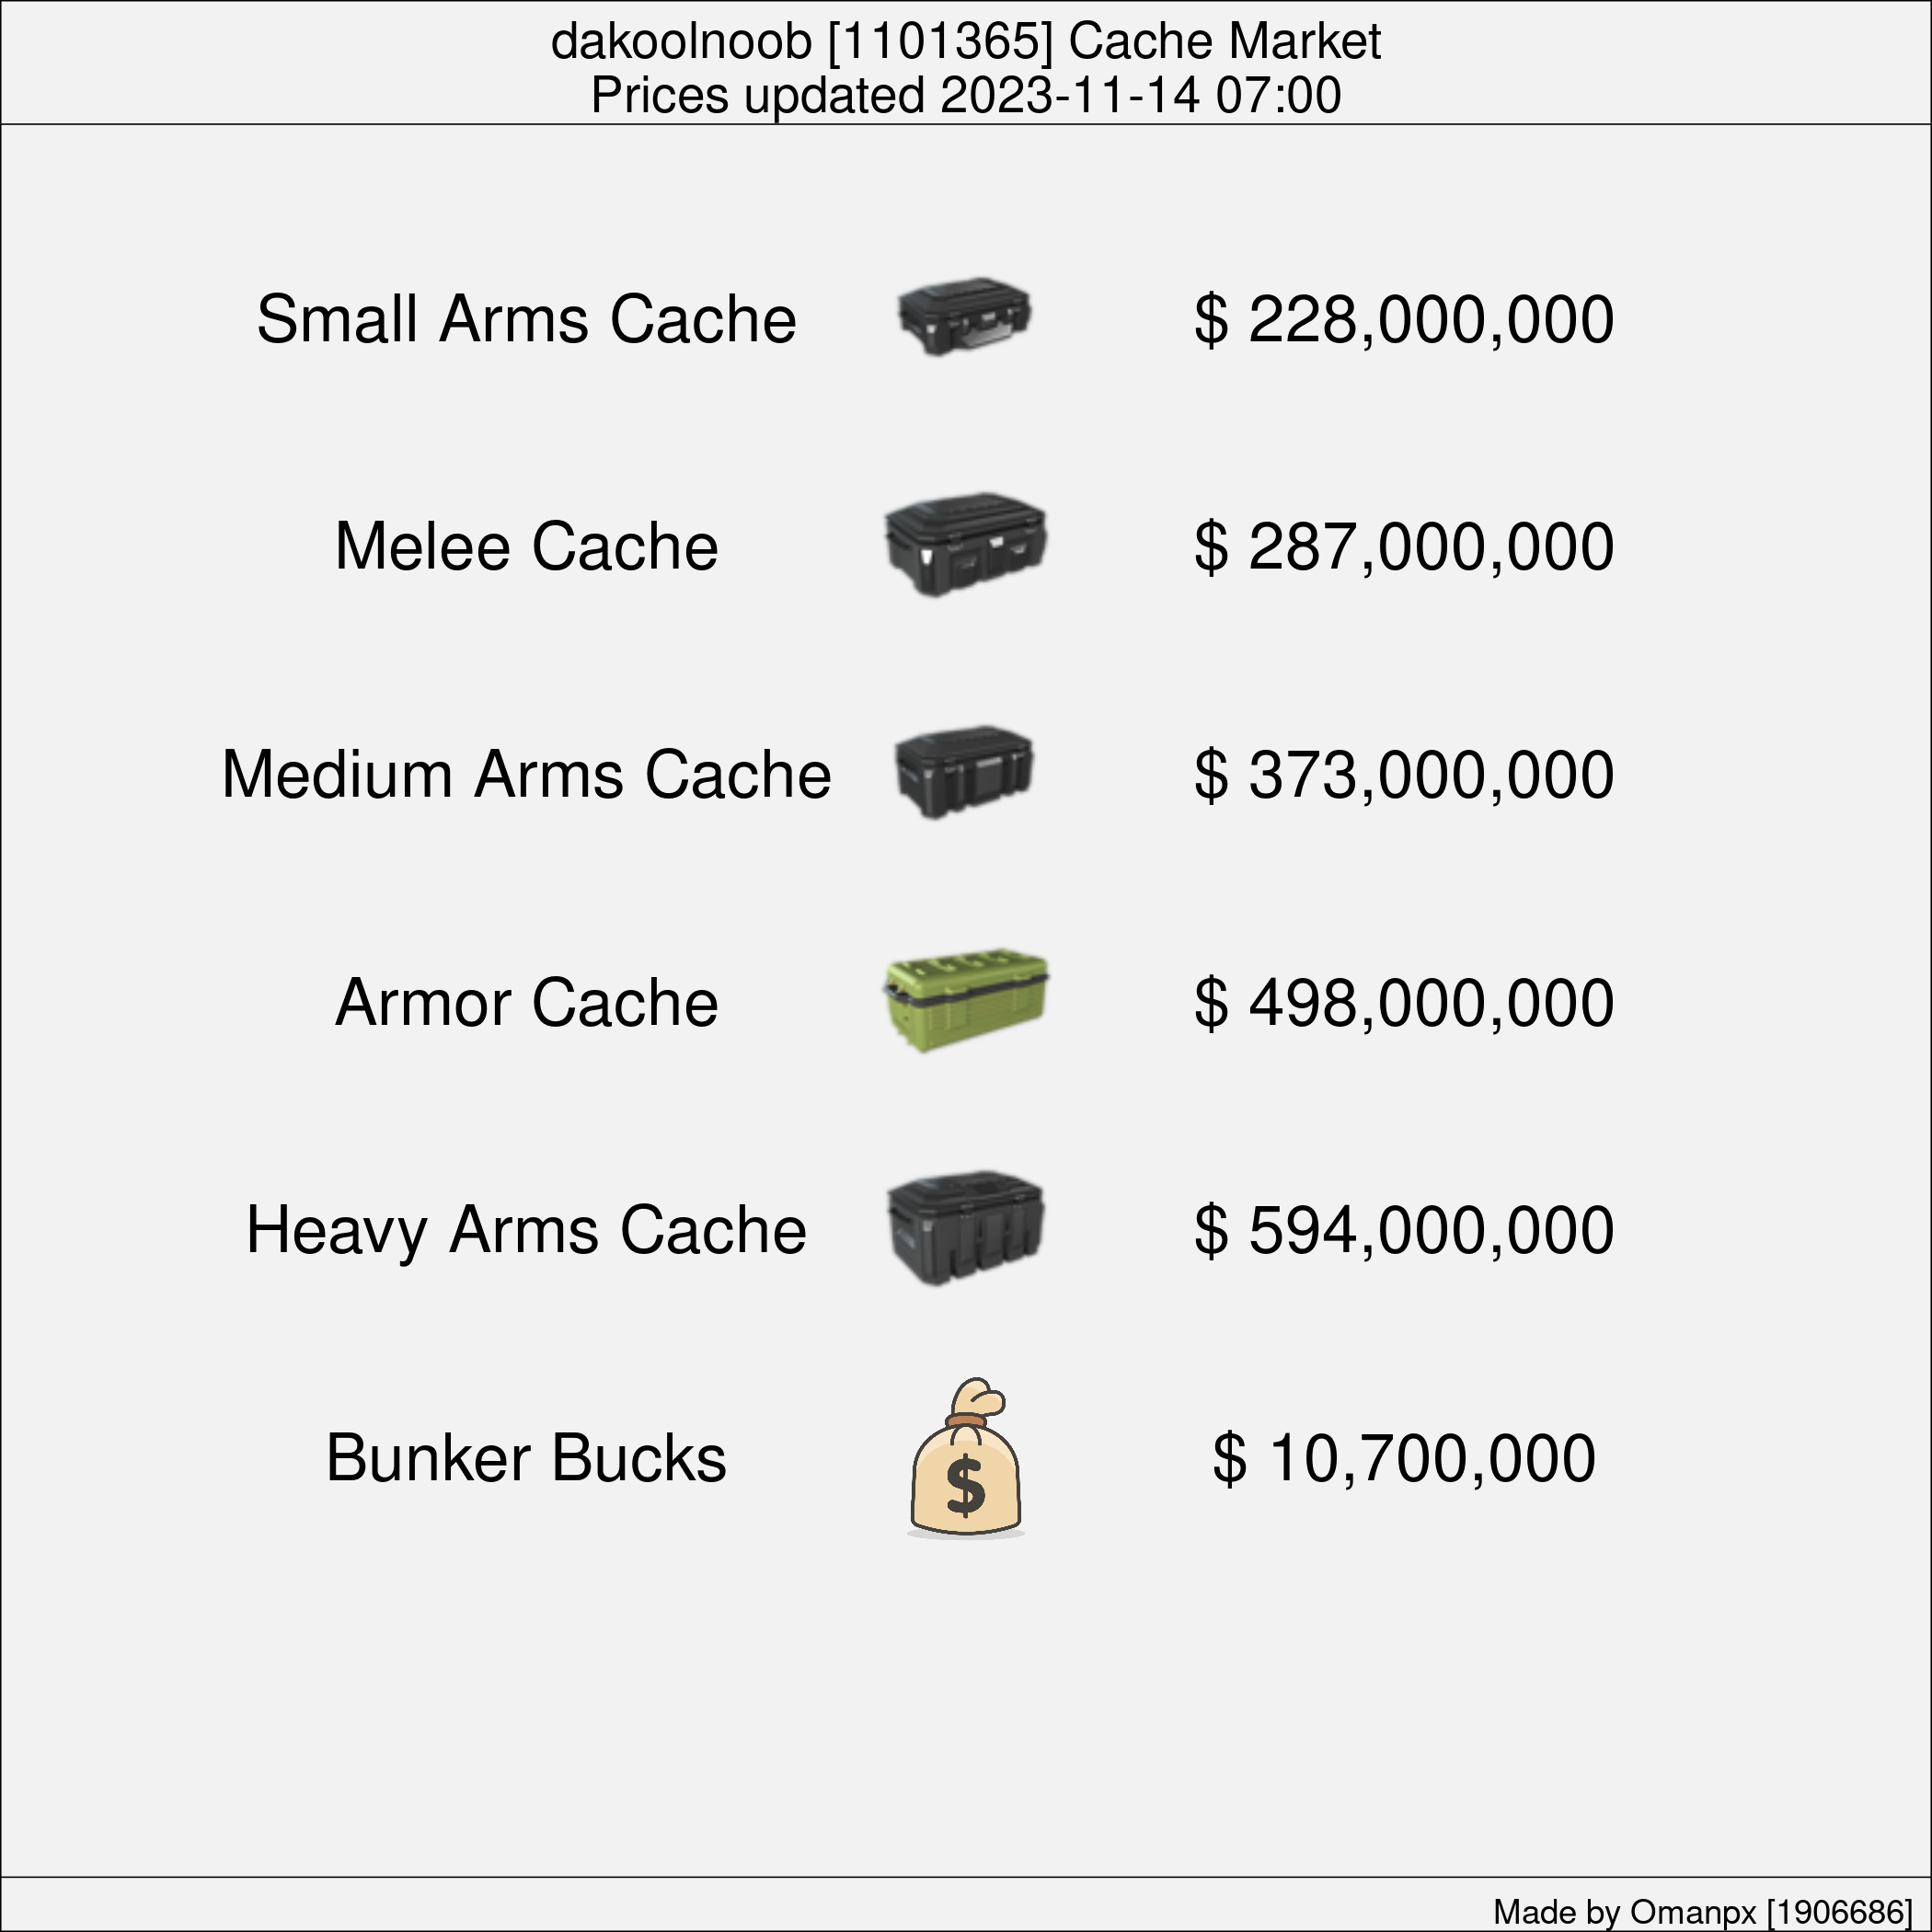 dakoolnoob [1101365] Cache Market
Prices updated 2023-11-14 07:00
Small Arms Cache $ 228,000,000
Melee Cache $ 287,000,000
Medium Arms Cache $ 373,000,000
Armor Cache $ 498,000,000
Heavy Arms Cache $ 594,000,000
Bunker Bucks $ $ 10,700,000
Made by Omanpx [1906686]